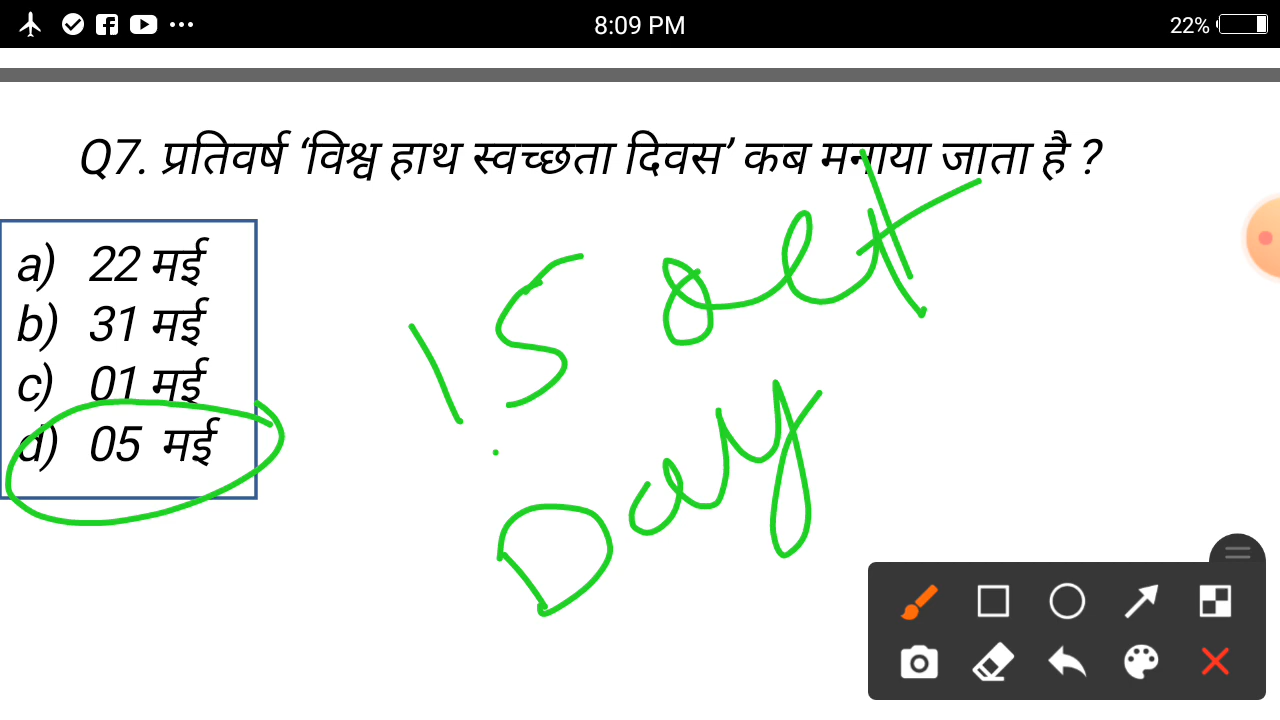 8:09 PM
22%
Q7. प्रतिवर्ष ‘विश्व हाथ स्वच्छता दिवस’ कब मनाया जाता है ?
a) 22 मई
b) 31 मई
c) 01 मई
d) 05 मई
15 oct
Day